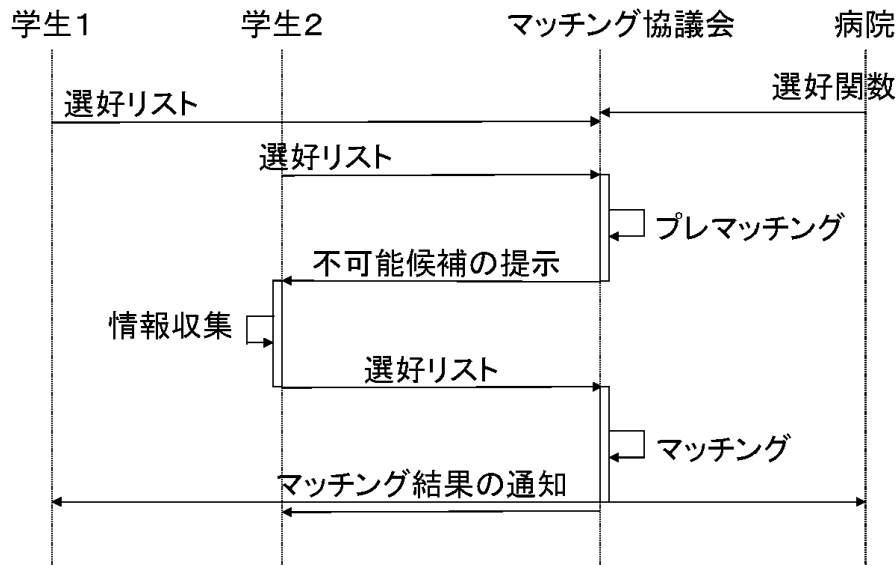 学生1
学生2
マッチング協議会
病院
選好リスト
選好関数
選好リスト
プレマッチング
不可能候補の提示
情報収集
選好リスト
マッチング
マッチング結果の通知